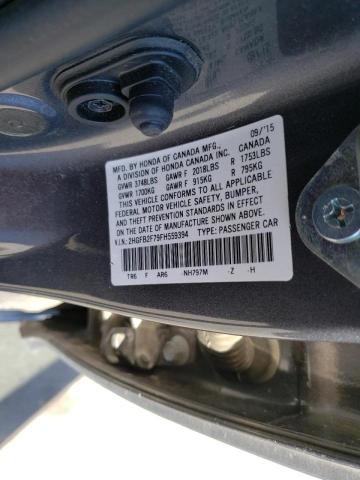 MFD. BY HONDA OF CANADA MFG., 09/'15
A DIVISION OF HONDA CANADA INC. CANADA
GVWR 3748LBS GAWR F 2018LBS R 1753LBS
GVWR 1700KG GAWR F 915KG R 795KG
THIS VEHICLE CONFORMS TO ALL APPLICABLE
FEDERAL MOTOR VEHICLE SAFETY, BUMPER,
AND THEFT PREVENTION STANDARDS IN EFFECT
ON THE DATE OF MANUFACTURE SHOWN ABOVE.
V.I.N.: 2HGFB2F79FH559394 TYPE: PASSENGER CAR
TR6 F AR6 -NH797M -Z -H